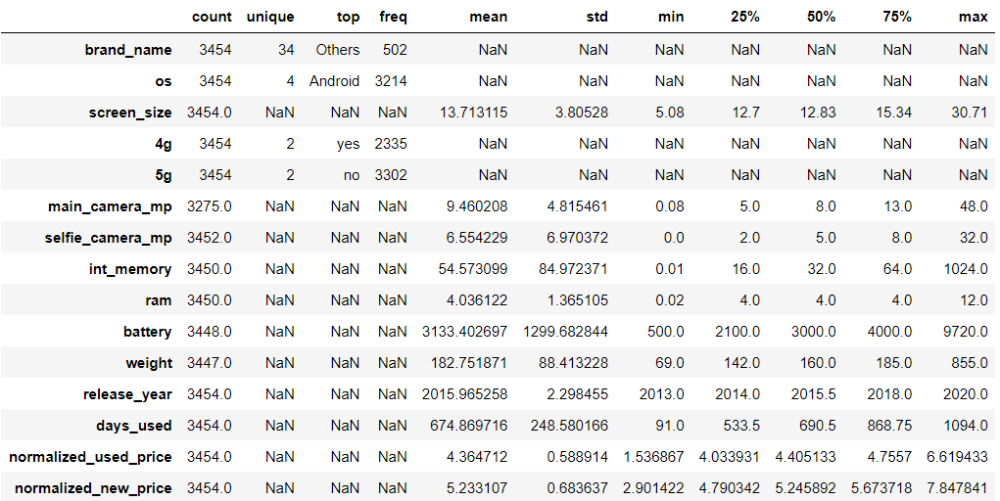 count unique top freq mean std min 25% 50% 75% max
brand_name 3454 34 Others 502 NaN NaN NaN NaN NaN NaN NaN
os 3454 4 Android 3214 NaN NaN NaN NaN NaN NaN NaN
screen_size 3454.0 NaN NaN NaN 13.713115 3.80528 5.08 12.7 12.83 15.34 30.71
4g 3454 2 yes 2335 NaN NaN NaN NaN NaN NaN NaN
5g 3454 2 no 3302 NaN NaN NaN NaN NaN NaN NaN
main_camera_mp 3275.0 NaN NaN NaN 9.460208 4.815461 0.08 5.0 8.0 13.0 48.0
selfie_camera_mp 3452.0 NaN NaN NaN 6.554229 6.970372 0.0 2.0 5.0 8.0 32.0
int_memory 3450.0 NaN NaN NaN 54.573099 84.972371 0.01 16.0 32.0 64.0 1024.0
ram 3450.0 NaN NaN NaN 4.036122 1.365105 0.02 4.0 4.0 4.0 12.0
battery 3448.0 NaN NaN NaN 3133.402697 1299.682844 500.0 2100.0 3000.0 4000.0 9720.0
weight 3447.0 NaN NaN NaN 182.751871 88.413228 69.0 142.0 160.0 185.0 855.0
release_year 3454.0 NaN NaN NaN 2015.965258 2.298455 2013.0 2014.0 2015.5 2018.0 2020.0
days_used 3454.0 NaN NaN NaN 674.869716 248.580166 91.0 533.5 690.5 868.75 1094.0
normalized_used_price 3454.0 NaN NaN NaN 4.364712 0.588914 1.536867 4.033931 4.405133 4.7557 6.619433
normalized_new_price 3454.0 NaN NaN NaN 5.233107 0.683637 2.901422 4.790342 5.245892 5.673718 7.847841